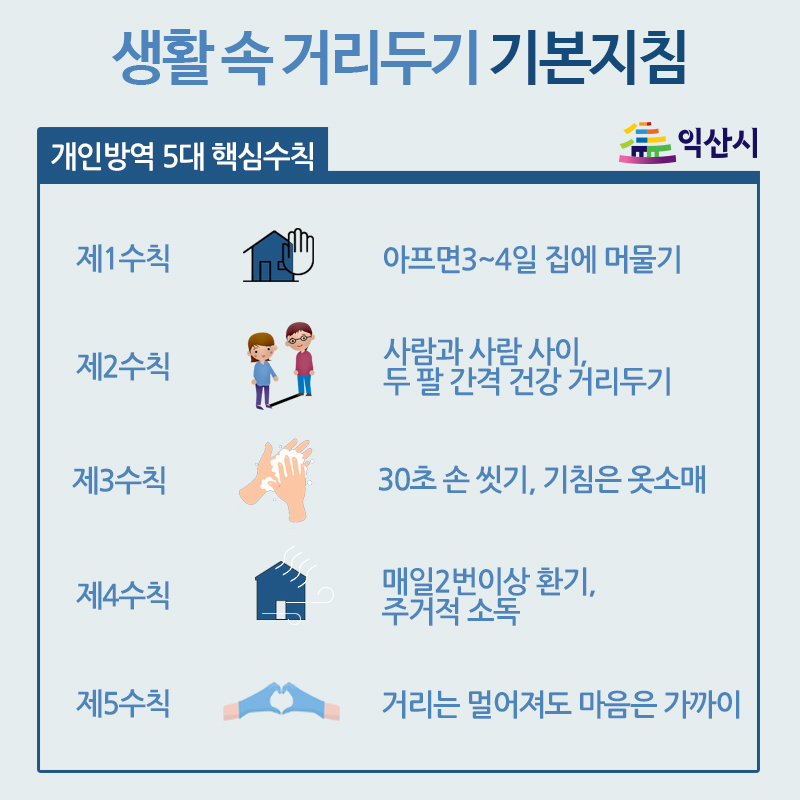 생활 속 거리두기 기본지침
개인방역 5대 핵심수칙
익산시
제1수칙
아프면3~4일 집에 머물기
제2수칙
사람과 사람 사이,
두 팔 간격 건강 거리두기
제3수칙
30초 손 씻기, 기침은 옷소매
제4수칙
매일2번이상 환기,
주거적 소독
제5수칙
거리는 멀어져도 마음은 가까이